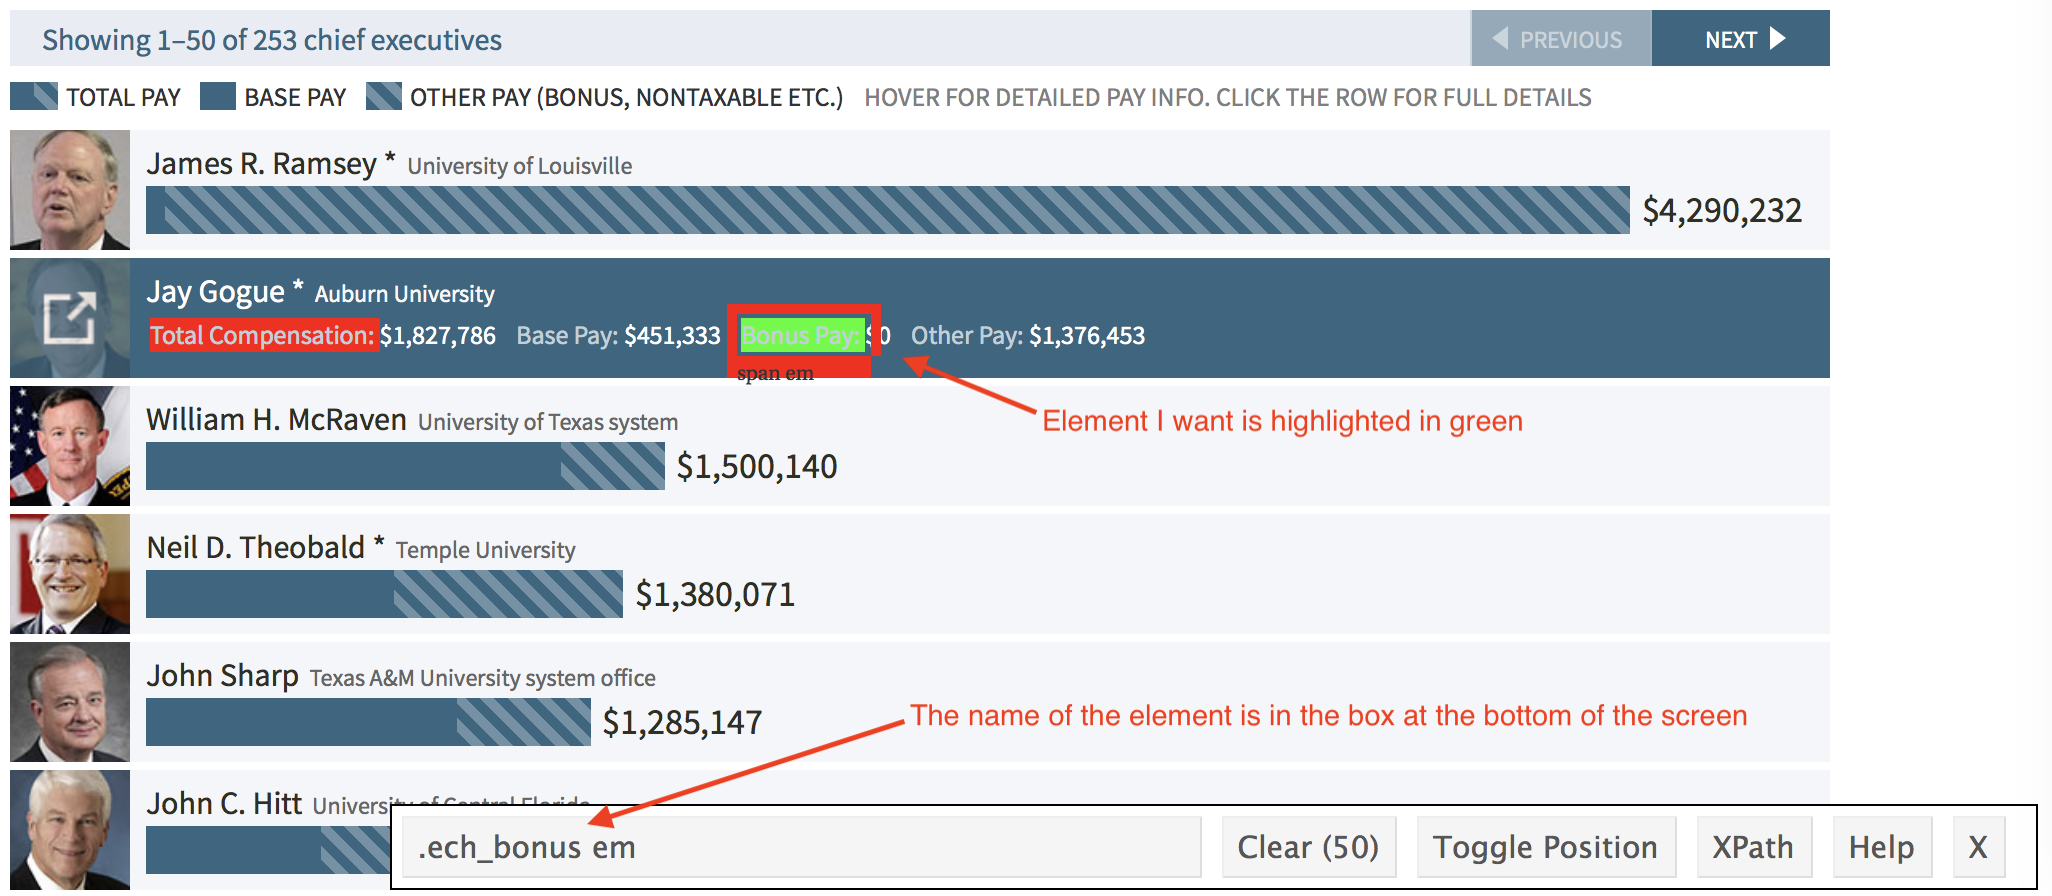 Showing 1–50 of 253 chief executives
PREVIOUS
NEXT
TOTAL PAY
BASE PAY
OTHER PAY (BONUS, NONTAXABLE ETC.)
HOVER FOR DETAILED PAY INFO. CLICK THE ROW FOR FULL DETAILS
James R. Ramsey * University of Louisville
$4,290,232
Jay Gogue * Auburn University
Total Compensation: $1,827,786 Base Pay: $451,333 Bonus Pay: $0 Other Pay: $1,376,453
span em
Element I want is highlighted in green
William H. McRaven University of Texas system
$1,500,140
Neil D. Theobald * Temple University
$1,380,071
John Sharp Texas A&M University system office
$1,285,147
The name of the element is in the box at the bottom of the screen
John C. Hitt University of Central Florida
.ech_bonus em
Clear (50)
Toggle Position
XPath
Help
X